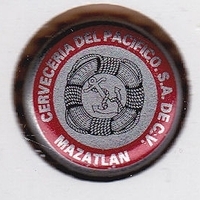 CERVECERIA DEL PACIFICO, S.A. DE C.V.
MAZATLAN